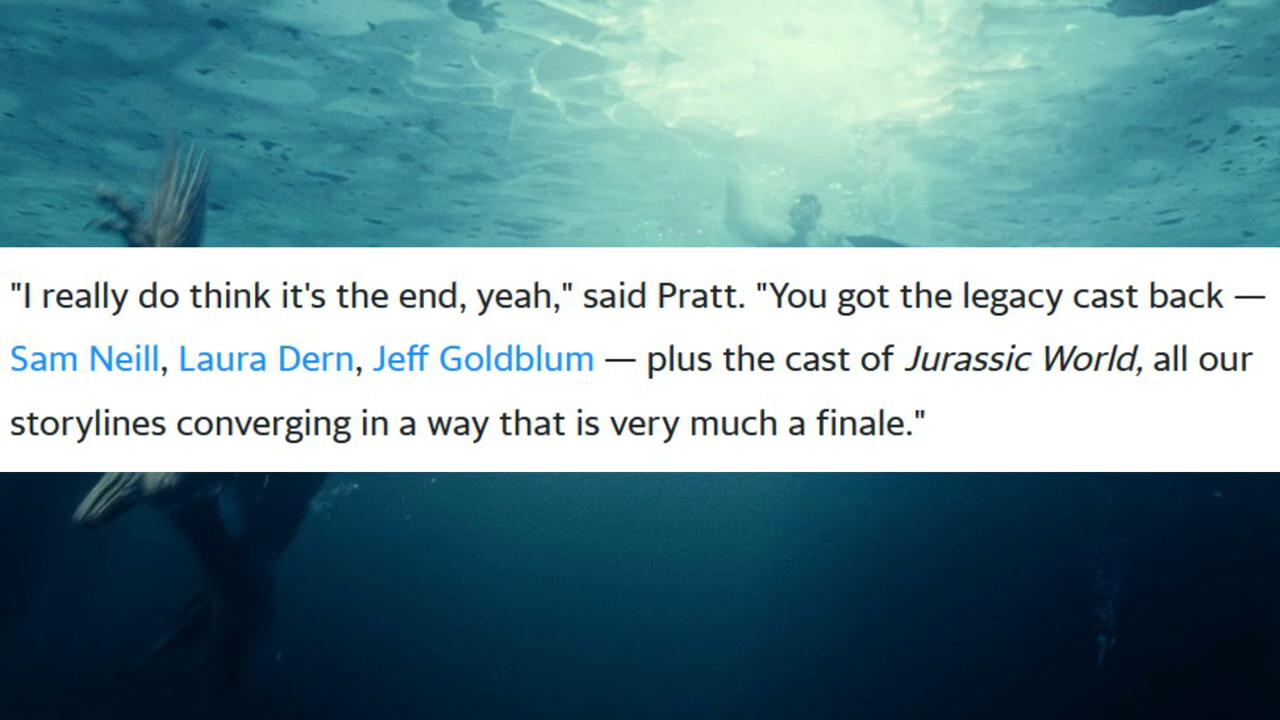 "I really do think it's the end, yeah," said Pratt. "You got the legacy cast back —
Sam Neill, Laura Dern, Jeff Goldblum — plus the cast of Jurassic World, all our
storylines converging in a way that is very much a finale."